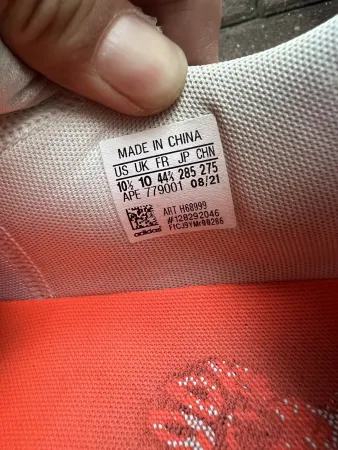 MADE IN CHINA
US UK FR JP CHN
10½ 10 44⅔ 285 275
APE 779001 08/21
ART H68999
#128292046
adidas